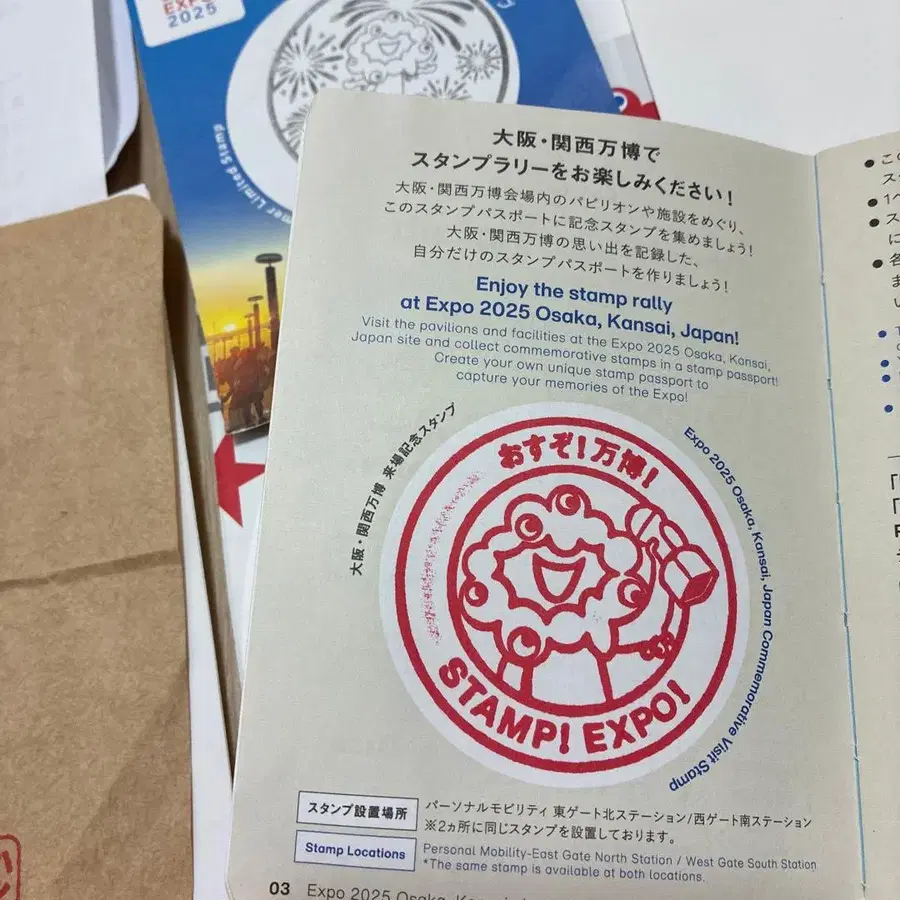 2025
mer Limited Stamp
大阪・関西万博で
スタンプラリーをお楽しみください！
大阪・関西万博会場内のパビリオンや施設をめぐり、
このスタンプパスポートに記念スタンプを集めましょう！
大阪・関西万博の思い出を記録した、
自分だけのスタンプパスポートを作りましょう！
Enjoy the stamp rally
at Expo 2025 Osaka, Kansai, Japan!
Visit the pavilions and facilities at the Expo 2025 Osaka, Kansai,
Japan site and collect commemorative stamps in a stamp passport!
Create your own unique stamp passport to
capture your memories of the Expo!
大阪・関西万博 来場記念スタンプ
Expo 2025 Osaka, Kansai, Japan Commemorative Visit Stamp
おすぞ！万博！
STAMP! EXPO!
スタンプ設置場所
パーソナルモビリティ 東ゲート北ステーション/西ゲート南ステーション
※2ヵ所に同じスタンプを設置しております。
Stamp Locations
Personal Mobility-East Gate North Station / West Gate South Station
*The same stamp is available at both locations.
03 Expo 2025 Osaka, Kansai